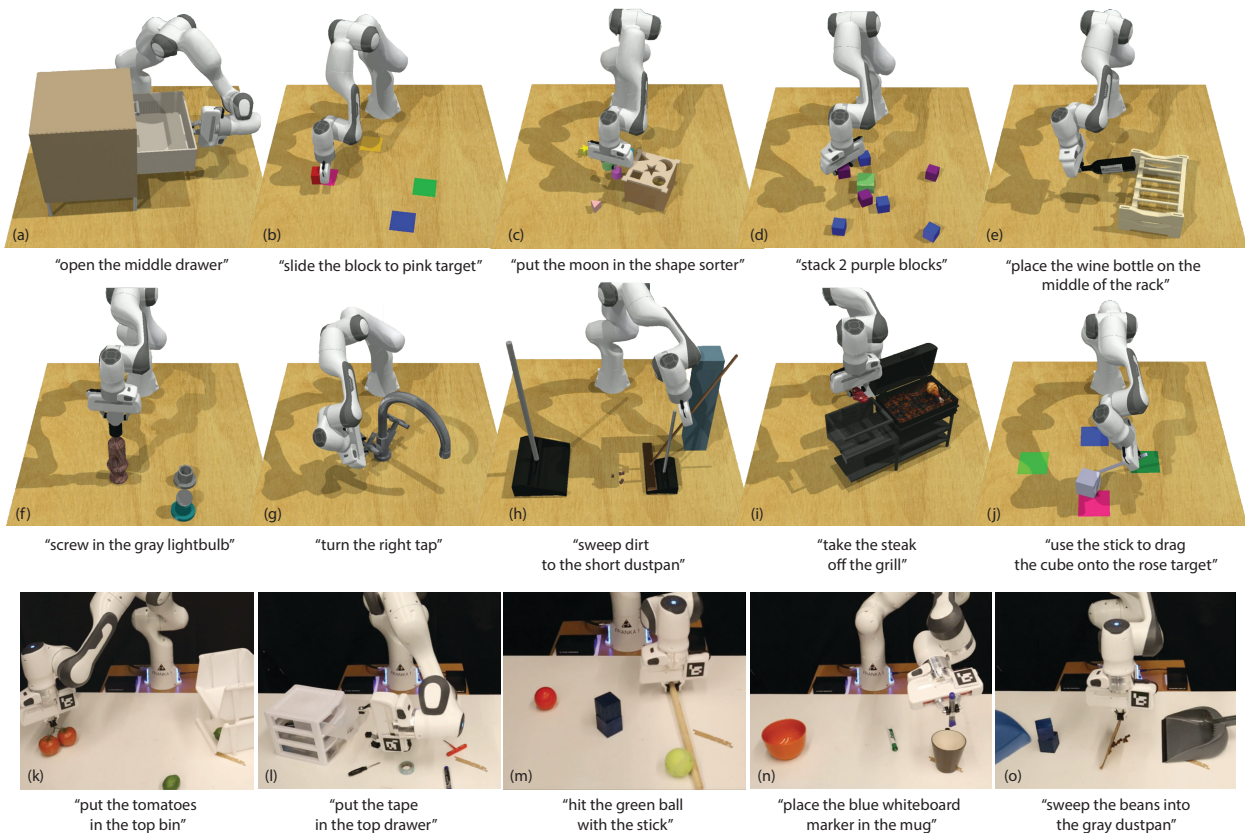 (a)
"open the middle drawer"
(b)
"slide the block to pink target"
(c)
"put the moon in the shape sorter"
(d)
"stack 2 purple blocks"
(e)
"place the wine bottle on the
middle of the rack"
(f)
"screw in the gray lightbulb"
(g)
"turn the right tap"
(h)
"sweep dirt
to the short dustpan"
(i)
"take the steak
off the grill"
(j)
"use the stick to drag
the cube onto the rose target"
(k)
"put the tomatoes
in the top bin"
(l)
"put the tape
in the top drawer"
(m)
"hit the green ball
with the stick"
(n)
"place the blue whiteboard
marker in the mug"
(o)
"sweep the beans into
the gray dustpan"